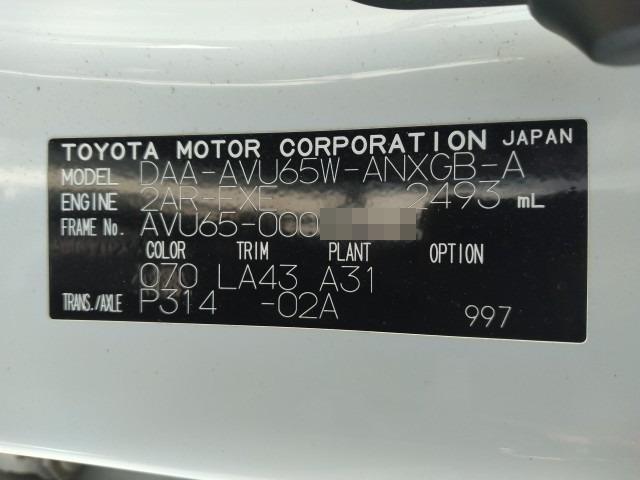 TOYOTA MOTOR CORPORATION JAPAN
MODEL DAA-AVU65W-ANXGB-A
ENGINE 2AR-FXE 2493 mL
FRAME No. AVU65-000
COLOR TRIM PLANT OPTION
070 LA43 A31
TRANS./AXLE P314 -02A
997